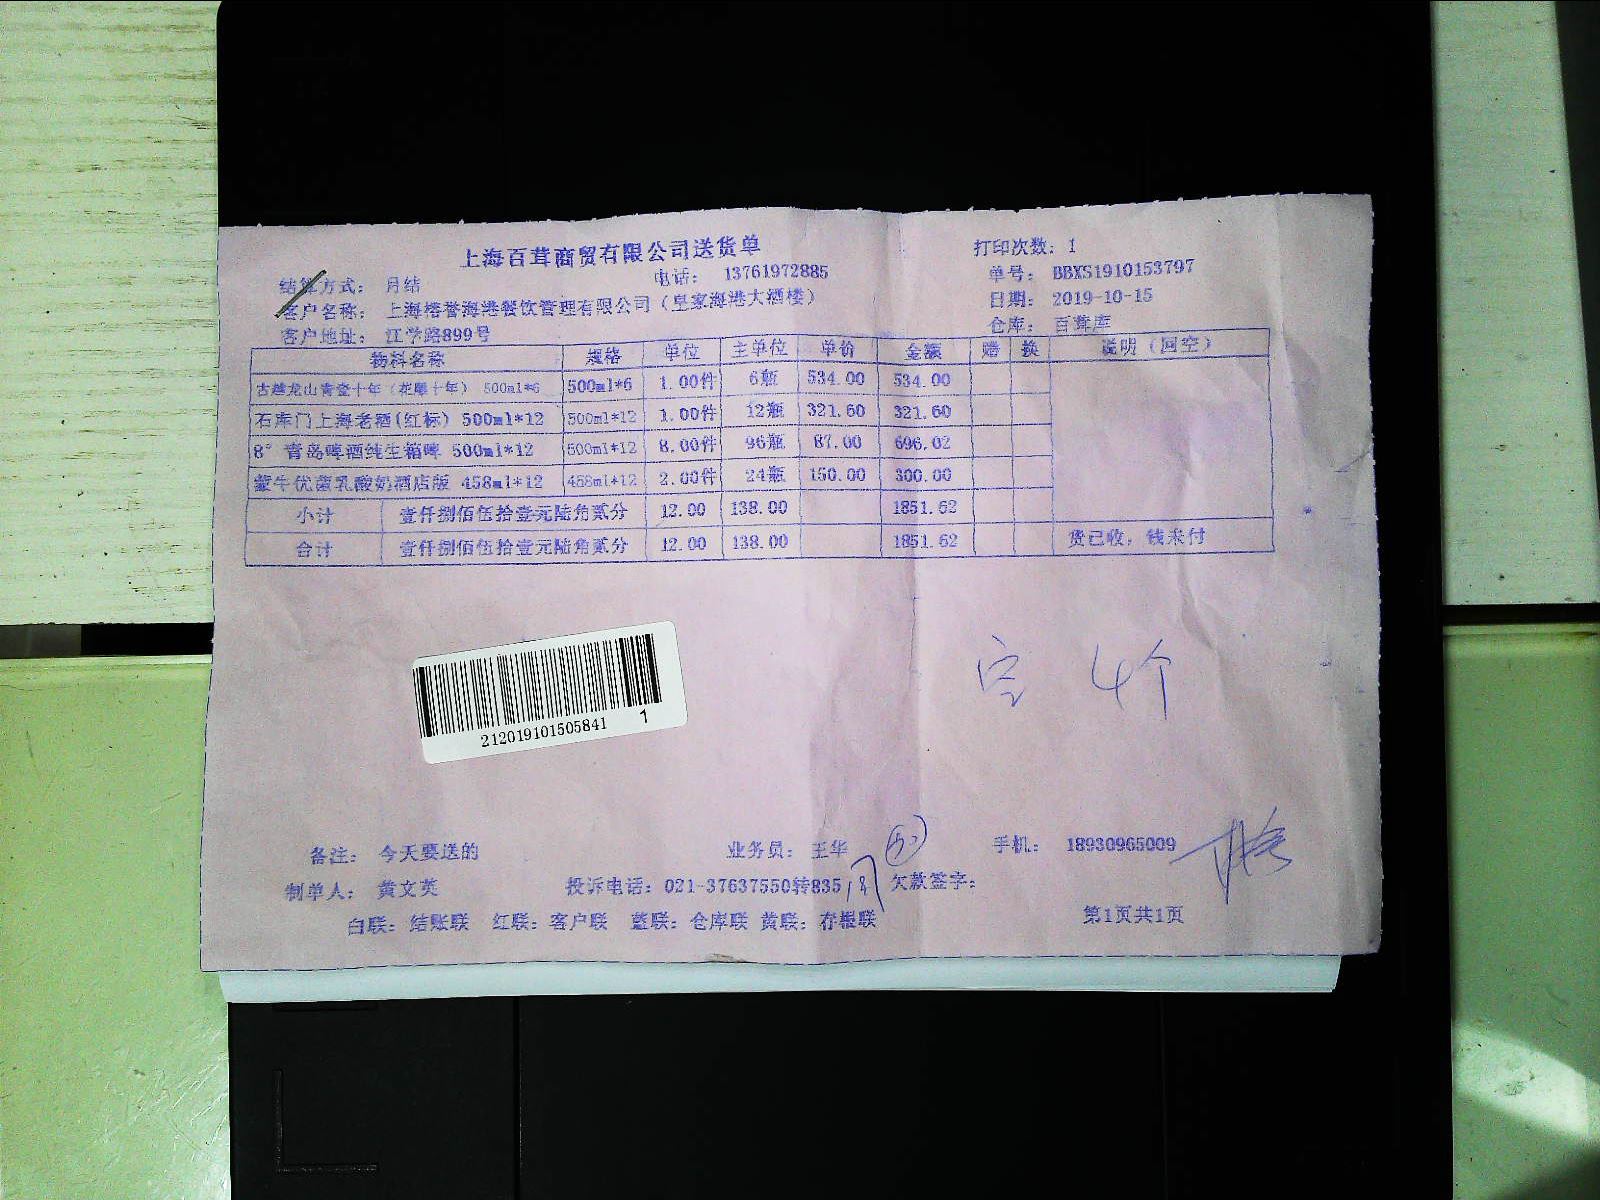 上海百茸商贸有限公司送货单
打印次数: 1
结算方式: 月结
电话: 13761972885
单号: BBXS1910153797
客户名称: 上海榕誉海港餐饮管理有限公司(皇家海港大酒楼)
日期: 2019-10-15
客户地址: 江学路899号
仓库: 百茸库
物料名称 规格 单位 主单位 单价 金额 赠 换 说明(回空)
古越龙山青瓷十年(花雕十年) 500ml*6 500ml*6 1.00件 6瓶 534.00 534.00
石库门上海老酒(红标) 500ml*12 500ml*12 1.00件 12瓶 321.60 321.60
8° 青岛啤酒纯生箱啤 500ml*12 500ml*12 8.00件 96瓶 87.00 696.02
蒙牛优菌乳酸奶酒店版 458ml*12 458ml*12 2.00件 24瓶 150.00 300.00
小计 壹仟捌佰伍拾壹元陆角贰分 12.00 138.00 1851.62
合计 壹仟捌佰伍拾壹元陆角贰分 12.00 138.00 1851.62 货已收，钱未付
空 4个
212019101505841 1
备注: 今天要送的
业务员: 王华
手机: 18930965009
制单人: 黄文英
投诉电话: 021-37637550转835
欠款签字:
白联: 结账联 红联: 客户联 蓝联: 仓库联 黄联: 存根联
第1页共1页